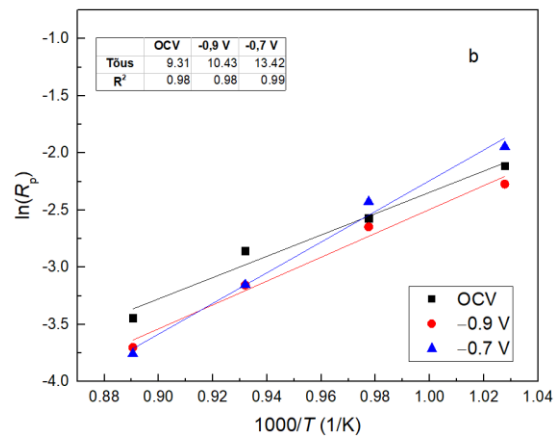 b
OCV -0,9 V -0,7 V
Tõus 9.31 10.43 13.42
R² 0.98 0.98 0.99
-1.0
-1.5
-2.0
-2.5
-3.0
-3.5
-4.0
ln(Rₚ)
OCV
−0.9 V
−0.7 V
0.88 0.90 0.92 0.94 0.96 0.98 1.00 1.02 1.04
1000/T (1/K)